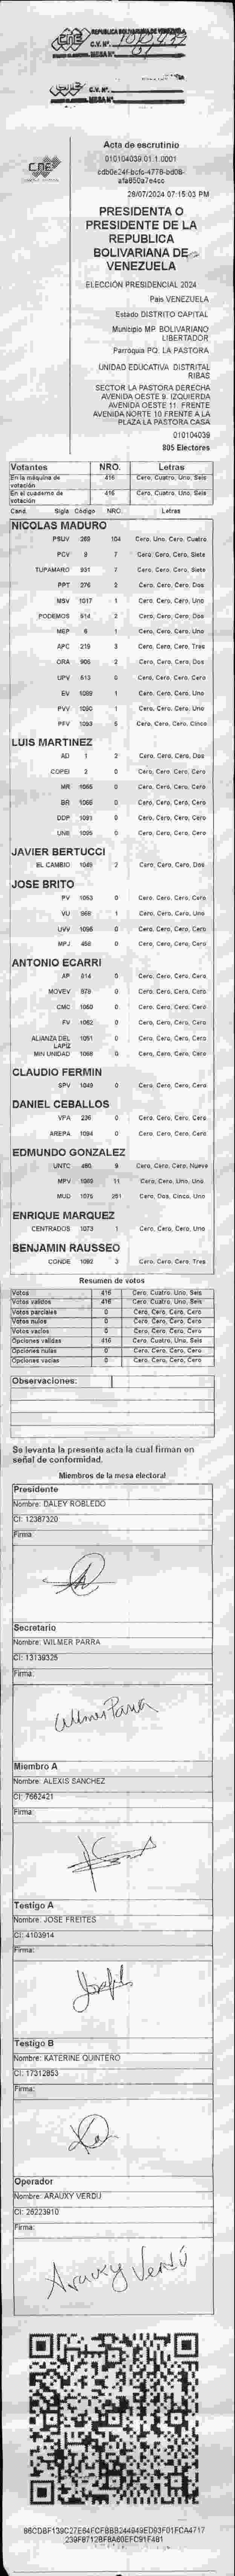 CNE
REPUBLICA BOLIVARIANA DE VENEZUELA
C.V. Nº.
MESA Nº. 01
CNE
C.V. Nº.
MESA Nº
CNE
Acta de escrutinio
010104039.01.1.0001
28/07/2024 07:15:03 PM
PRESIDENTA O
PRESIDENTE DE LA
REPUBLICA
BOLIVARIANA DE
VENEZUELA
ELECCIÓN PRESIDENCIAL 2024
País VENEZUELA
Estado DISTRITO CAPITAL
Municipio MP. BOLIVARIANO
LIBERTADOR
Parroquia PQ. LA PASTORA
UNIDAD EDUCATIVA DISTRITAL
RIBAS
SECTOR LA PASTORA DERECHA
AVENIDA OESTE 9. IZQUIERDA
AVENIDA OESTE 11. FRENTE
AVENIDA NORTE 10 FRENTE A LA
PLAZA LA PASTORA CASA
010104039
805 Electores
Votantes NRO. Letras
En la máquina de votación 416 Cero, Cuatro, Uno, Seis
En el cuaderno de votación 416 Cero, Cuatro, Uno, Seis
Cand. Sigla Código NRO. Letras
NICOLAS MADURO
PSUV 269 104 Cero, Uno, Cero, Cuatro
PCV 9 7 Cero, Cero, Cero, Siete
TUPAMARO 931 7 Cero, Cero, Cero, Siete
PPT 276 2 Cero, Cero, Cero, Dos
MSV 1017 1 Cero, Cero, Cero, Uno
PODEMOS 514 2 Cero, Cero, Cero, Dos
MEP 6 1 Cero, Cero, Cero, Uno
APC 219 3 Cero, Cero, Cero, Tres
ORA 906 2 Cero, Cero, Cero, Dos
UPV 613 0 Cero, Cero, Cero, Cero
EV 1089 1 Cero, Cero, Cero, Uno
PVV 1090 1 Cero, Cero, Cero, Uno
PFV 1093 5 Cero, Cero, Cero, Cinco
LUIS MARTINEZ
AD 1 2 Cero, Cero, Cero, Dos
COPEI 2 0 Cero, Cero, Cero, Cero
MR 1065 0 Cero, Cero, Cero, Cero
BR 1066 0 Cero, Cero, Cero, Cero
DDP 1091 0 Cero, Cero, Cero, Cero
UNE 1095 0 Cero, Cero, Cero, Cero
JAVIER BERTUCCI
EL CAMBIO 1048 2 Cero, Cero, Cero, Dos
JOSE BRITO
PV 1053 0 Cero, Cero, Cero, Cero
VU 968 1 Cero, Cero, Cero, Uno
UVV 1096 0 Cero, Cero, Cero, Cero
MPJ 458 0 Cero, Cero, Cero, Cero
ANTONIO ECARRI
AP 814 0 Cero, Cero, Cero, Cero
MOVEV 979 0 Cero, Cero, Cero, Cero
CMC 1050 0 Cero, Cero, Cero, Cero
FV 1052 0 Cero, Cero, Cero, Cero
ALIANZA DEL LAPIZ 1051 0 Cero, Cero, Cero, Cero
MIN UNIDAD 1088 0 Cero, Cero, Cero, Cero
CLAUDIO FERMIN
SPV 1049 0 Cero, Cero, Cero, Cero
DANIEL CEBALLOS
VPA 236 0 Cero, Cero, Cero, Cero
AREPA 1094 0 Cero, Cero, Cero, Cero
EDMUNDO GONZALEZ
UNTC 480 9 Cero, Cero, Cero, Nueve
MPV 1069 11 Cero, Cero, Uno, Uno
MUD 1075 251 Cero, Dos, Cinco, Uno
ENRIQUE MARQUEZ
CENTRADOS 1073 1 Cero, Cero, Cero, Uno
BENJAMIN RAUSSEO
CONDE 1092 3 Cero, Cero, Cero, Tres
Resumen de votos
Votos 416 Cero, Cuatro, Uno, Seis
Votos validos 416 Cero, Cuatro, Uno, Seis
Votos parciales 0 Cero, Cero, Cero, Cero
Votos nulos 0 Cero, Cero, Cero, Cero
Votos vacios 0 Cero, Cero, Cero, Cero
Opciones validas 416 Cero, Cuatro, Uno, Seis
Opciones nulas 0 Cero, Cero, Cero, Cero
Opciones vacias 0 Cero, Cero, Cero, Cero
Observaciones:
Se levanta la presente acta la cual firman en
señal de conformidad.
Miembros de la mesa electoral
Presidente
Nombre: DALEY ROBLEDO
CI: 12387320
Firma:
Secretario
Nombre: WILMER PARRA
CI: 13139325
Firma:
Wilmer Parra
Miembro A
Nombre: ALEXIS SANCHEZ
CI: 7662421
Firma:
Testigo A
Nombre: JOSE FREITES
CI: 4103914
Firma:
Testigo B
Nombre: KATERINE QUINTERO
CI: 17312853
Firma:
Operador
Nombre: ARAUXY VERDU
CI: 26223910
Firma:
Arauxy Verdú